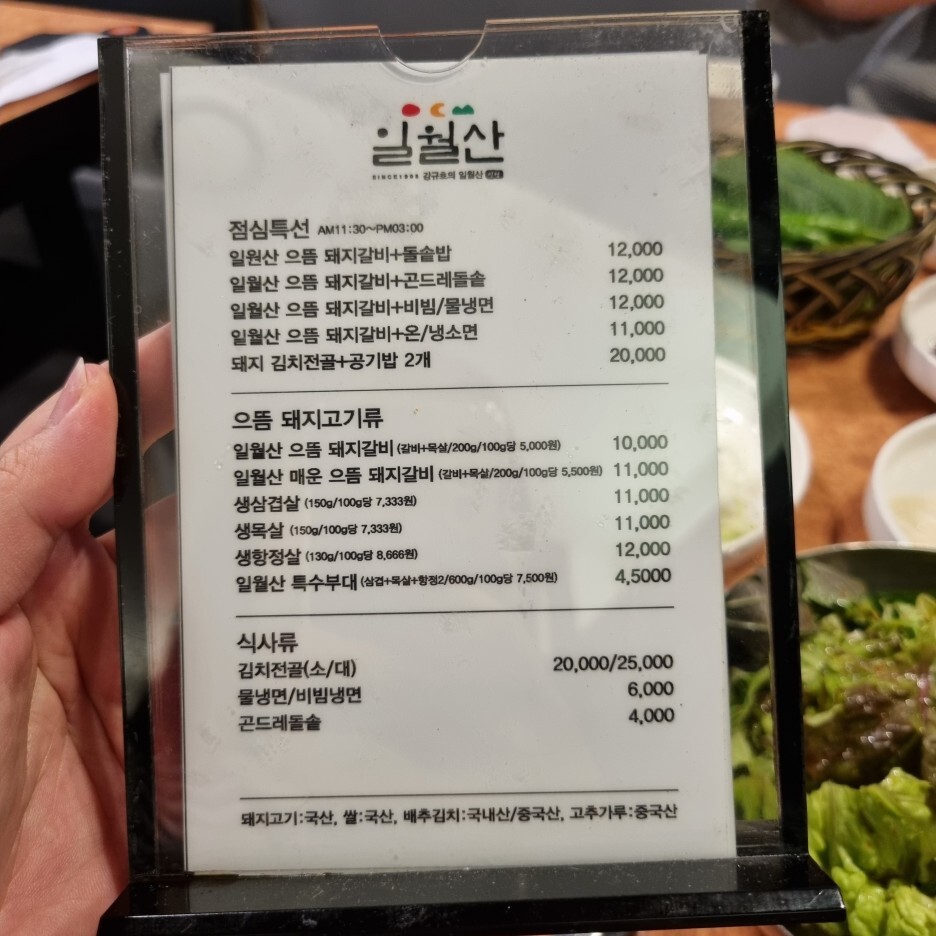 일월산
SINCE1995 강규호의 일월산
점심특선 AM11:30~PM03:00
일원산 으뜸 돼지갈비+돌솥밥 12,000
일월산 으뜸 돼지갈비+곤드레돌솥 12,000
일월산 으뜸 돼지갈비+비빔/물냉면 12,000
일월산 으뜸 돼지갈비+온/냉소면 11,000
돼지 김치전골+공기밥 2개 20,000
으뜸 돼지고기류
일월산 으뜸 돼지갈비 (갈비+목살/200g/100g당 5,000원) 10,000
일월산 매운 으뜸 돼지갈비 (갈비+목살/200g/100g당 5,500원) 11,000
생삼겹살 (150g/100g당 7,333원) 11,000
생목살 (150g/100g당 7,333원) 11,000
생항정살 (130g/100g당 8,666원) 12,000
일월산 특수부대 (삼겹+목살+항정2/600g/100g당 7,500원) 4,5000
식사류
김치전골(소/대) 20,000/25,000
물냉면/비빔냉면 6,000
곤드레돌솥 4,000
돼지고기:국산, 쌀:국산, 배추김치:국내산/중국산, 고추가루:중국산